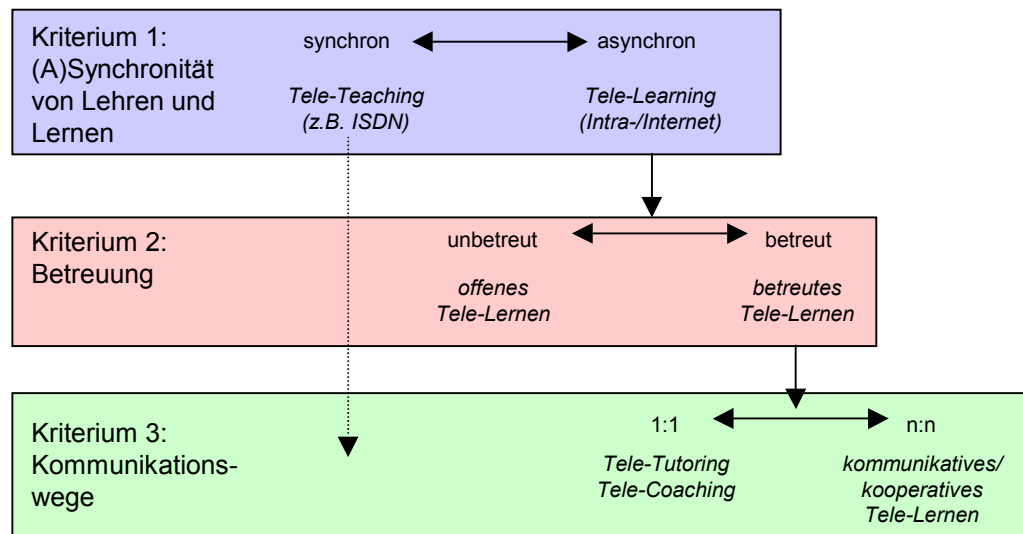 Kriterium 1:
(A)Synchronität
von Lehren und
Lernen
synchron
asynchron
Tele-Teaching
(z.B. ISDN)
Tele-Learning
(Intra-/Internet)
Kriterium 2:
Betreuung
unbetreut
betreut
offenes
Tele-Lernen
betreutes
Tele-Lernen
Kriterium 3:
Kommunikations-
wege
1:1
n:n
Tele-Tutoring
Tele-Coaching
kommunikatives/
kooperatives
Tele-Lernen